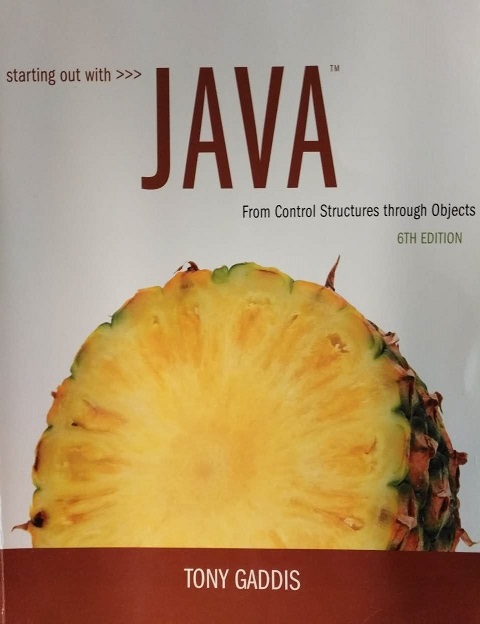 starting out with >>>
JAVA™
From Control Structures through Objects
6TH EDITION
TONY GADDIS